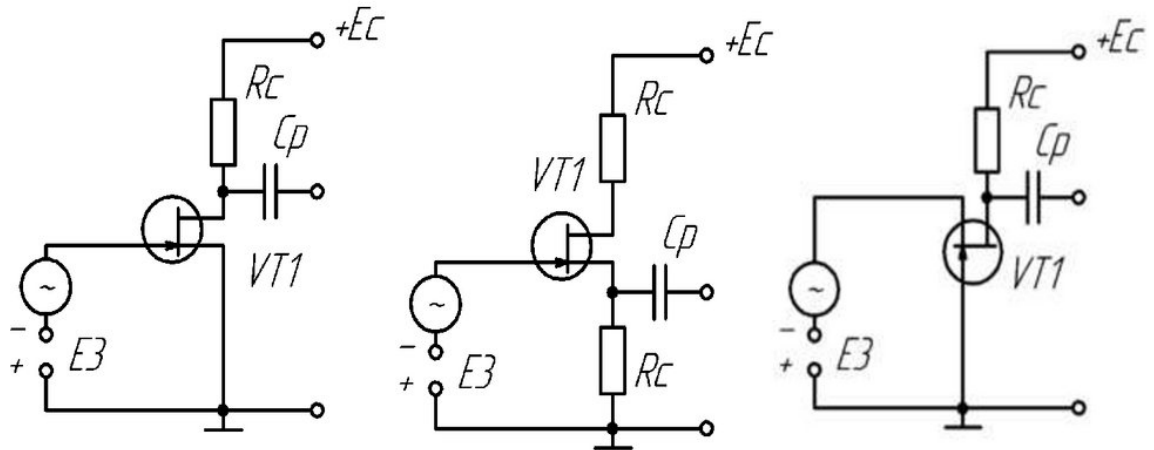 +Ec
Rc
Cp
VT1
~
−
+
E3
+Ec
Rc
VT1
Cp
~
−
+
E3
Rc
+Ec
Rc
Cp
VT1
~
−
+
E3